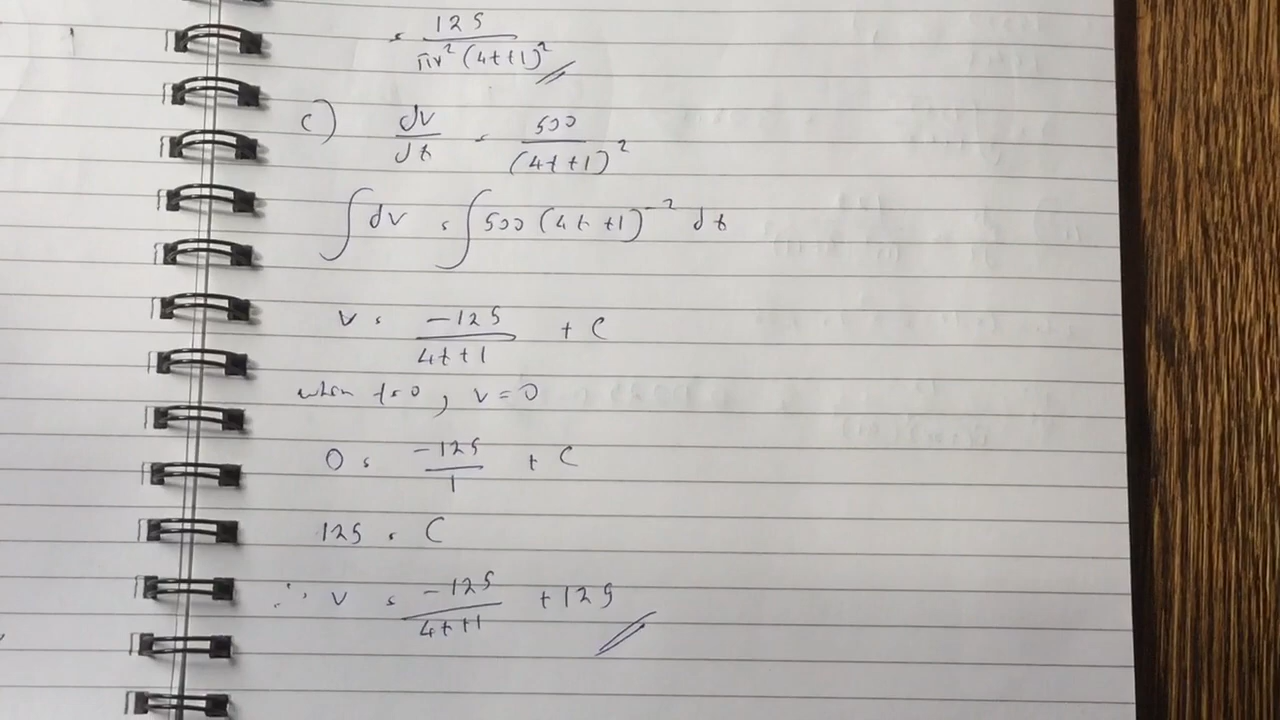 = 125 / πr² (4t+1)²
c) dv/dt = 500 / (4t+1)²
∫ dv = ∫ 500 (4t+1)⁻² dt
v = -125 / 4t+1 + C
when t=0, v=0
0 = -125 / 1 + C
125 = C
∴ v = -125 / 4t+1 + 125